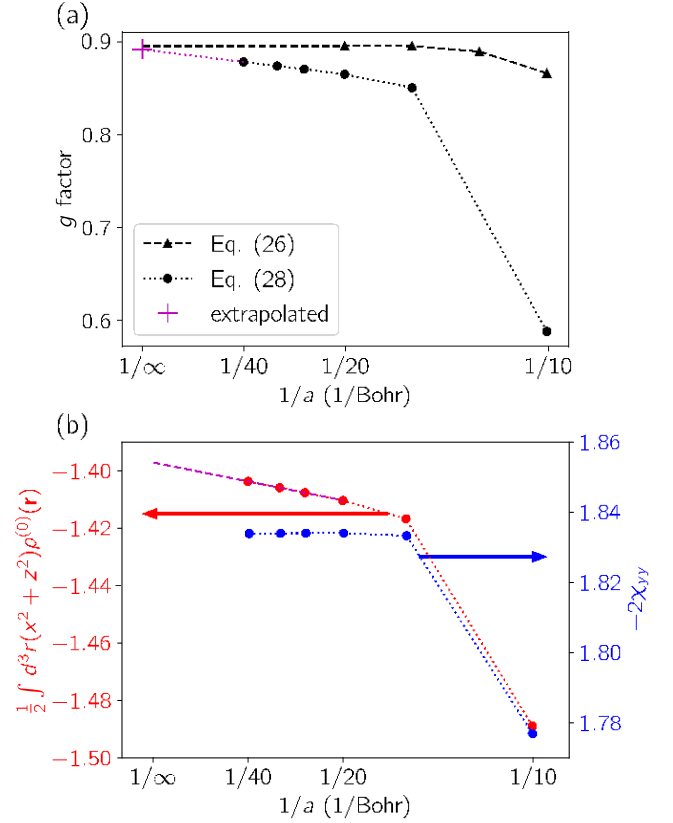 (a)
0.9
0.8
0.7
0.6
g factor
Eq. (26)
Eq. (28)
extrapolated
1/∞ 1/40 1/20 1/10
1/a (1/Bohr)
(b)
−1.40
−1.42
−1.44
−1.46
−1.48
−1.50
½ ∫ d³r(x² + z²)ρ⁽⁰⁾(𝐫)
1.86
1.84
1.82
1.80
1.78
−2χyy
1/∞ 1/40 1/20 1/10
1/a (1/Bohr)